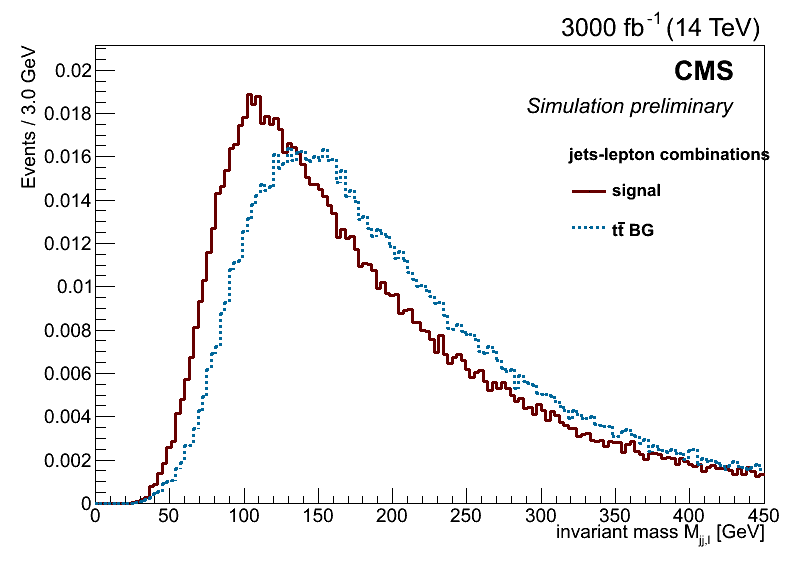 3000 fb-1 (14 TeV)
Events / 3.0 GeV
CMS
Simulation preliminary
jets-lepton combinations
signal
tt̄ BG
0.02
0.018
0.016
0.014
0.012
0.01
0.008
0.006
0.004
0.002
0
0 50 100 150 200 250 300 350 400 450
invariant mass Mjj,l [GeV]